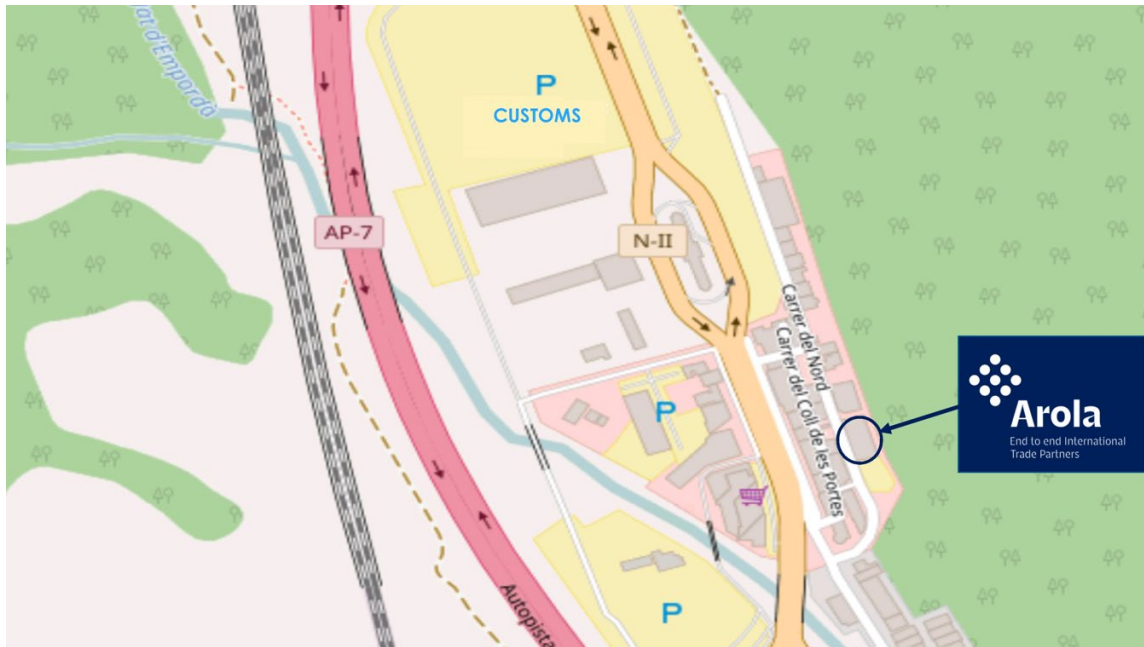 at d'Empordà
P
CUSTOMS
AP-7
N-II
Carrer del Nord
Carrer del Coll de les Portes
P
Arola
End to end International
Trade Partners
P
Autopista